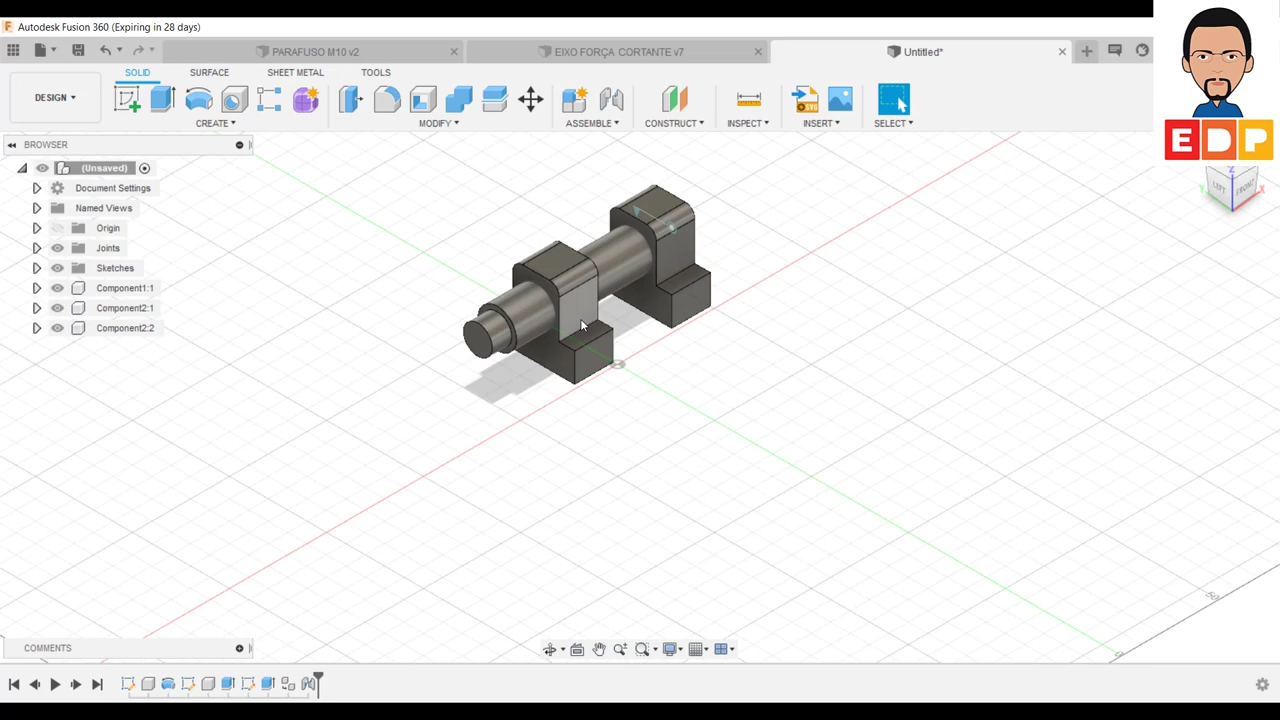 Autodesk Fusion 360 (Expiring in 28 days)
PARAFUSO M10 v2
EIXO FORÇA CORTANTE v7
Untitled*
SOLID SURFACE SHEET METAL TOOLS
DESIGN
CREATE MODIFY ASSEMBLE CONSTRUCT INSPECT INSERT SELECT
EDP
BROWSER
(Unsaved)
Document Settings
Named Views
Origin
Joints
Sketches
Component1:1
Component2:1
Component2:2
Z
LEFT FRONT
Y X
COMMENTS